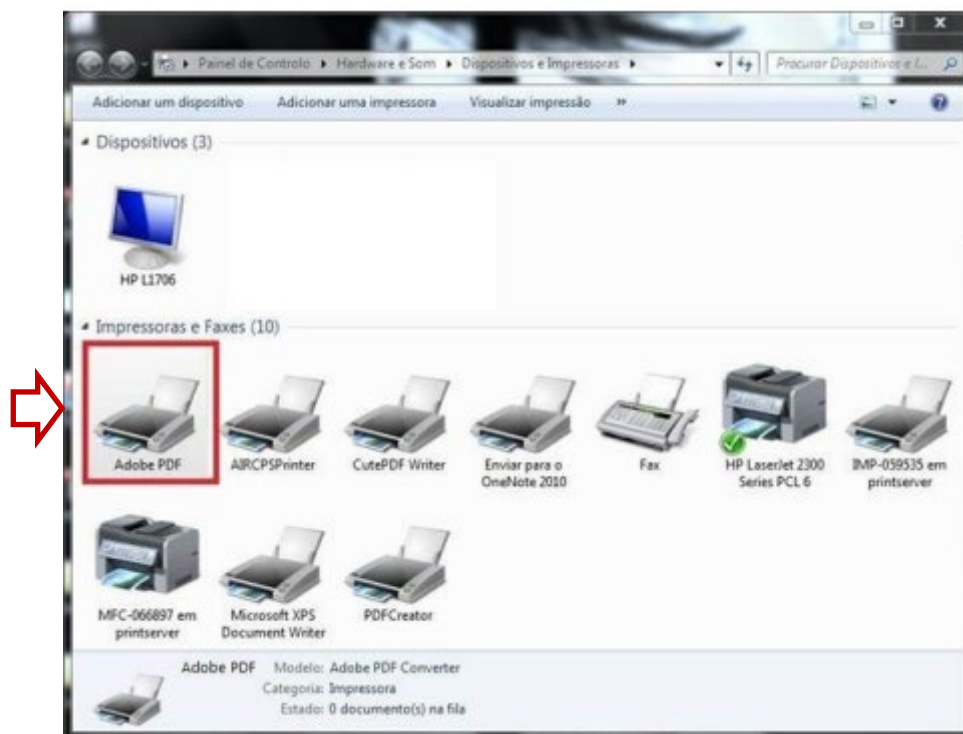 Painel de Controlo ▸ Hardware e Som ▸ Dispositivos e Impressoras ▸ Procurar Dispositivos e I...
Adicionar um dispositivo Adicionar uma impressora Visualizar impressão »
Dispositivos (3)
HP L1706
Impressoras e Faxes (10)
Adobe PDF AIRCPSPrinter CutePDF Writer Enviar para o Fax HP LaserJet 2300 IMP-059535 em
OneNote 2010 Series PCL 6 printserver
MFC-066897 em Microsoft XPS PDFCreator
printserver Document Writer
Adobe PDF Modelo: Adobe PDF Converter
Categoria: Impressora
Estado: 0 documento(s) na fila